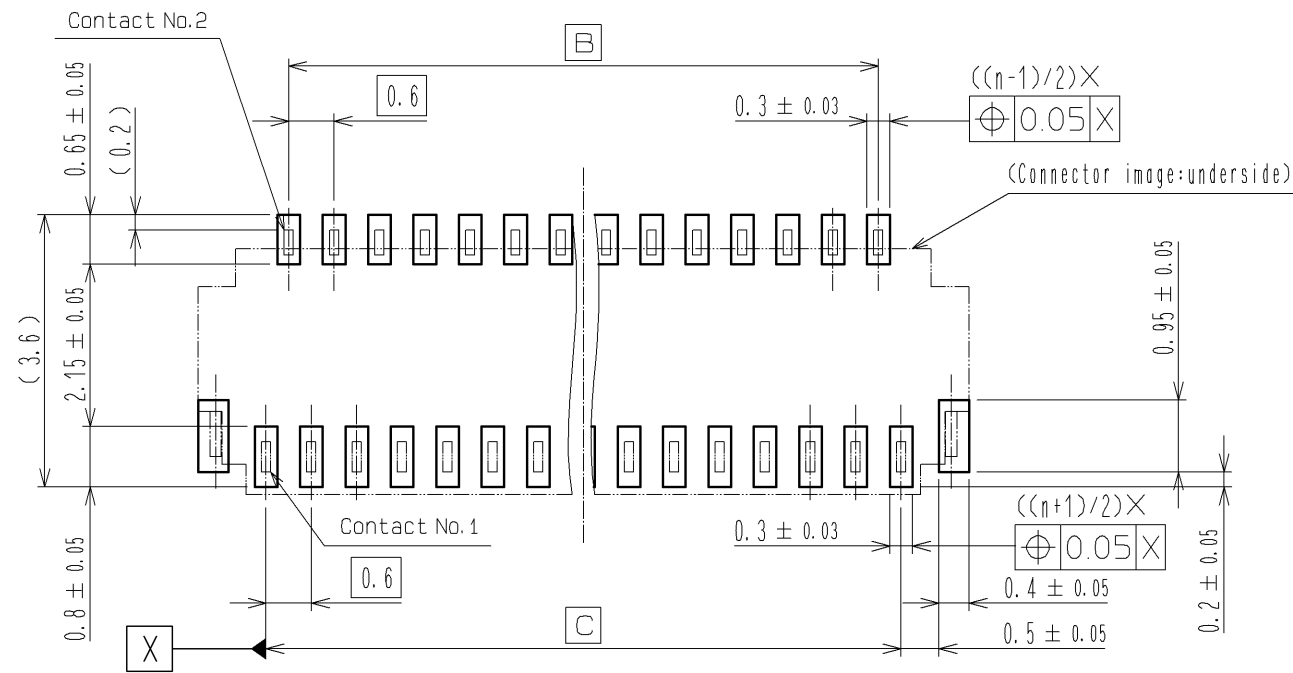 Contact No.2
B
((n-1)/2)X
0.6
0.3 ± 0.03
⌖ 0.05 X
0.65 ± 0.05
(0.2)
(Connector image:underside)
(3.6)
2.15 ± 0.05
0.95 ± 0.05
Contact No.1
0.3 ± 0.03
((n+1)/2)X
⌖ 0.05 X
0.8 ± 0.05
0.6
0.4 ± 0.05
0.2 ± 0.05
X
C
0.5 ± 0.05